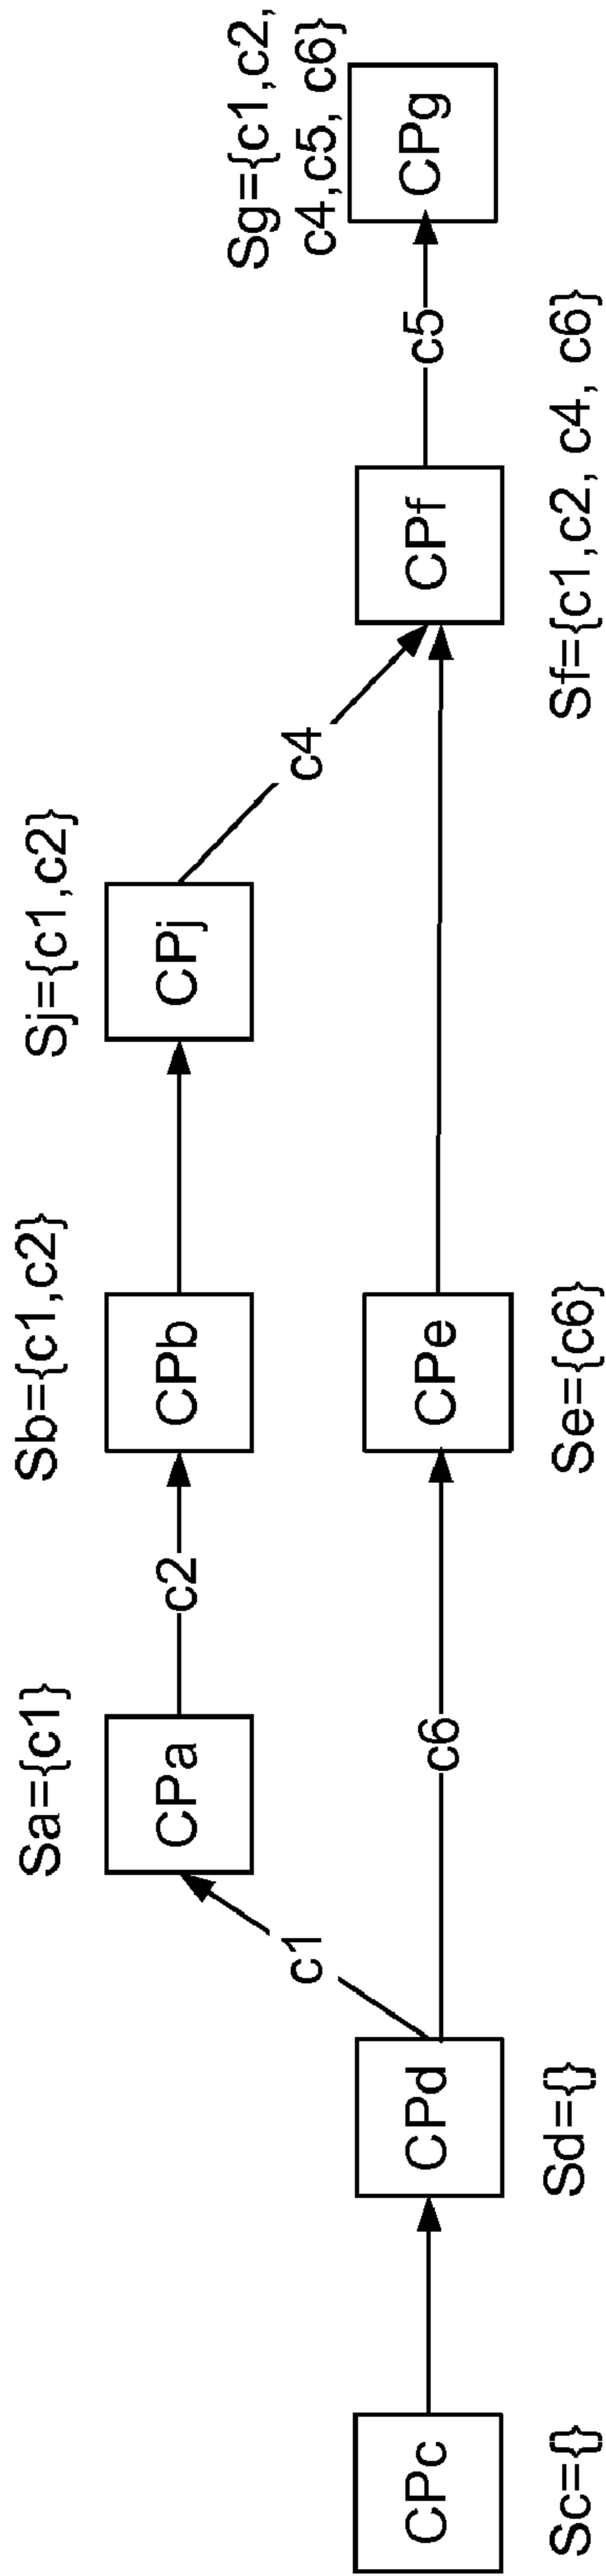 Sa={c1}
Sb={c1,c2}
Sj={c1,c2}
Sg={c1,c2,
c4,c5, c6}
CPa
c2
CPb
CPj
c1
c4
CPc
CPd
c6
CPe
CPf
c5
CPg
Sc={}
Sd={}
Se={c6}
Sf={c1,c2, c4, c6}